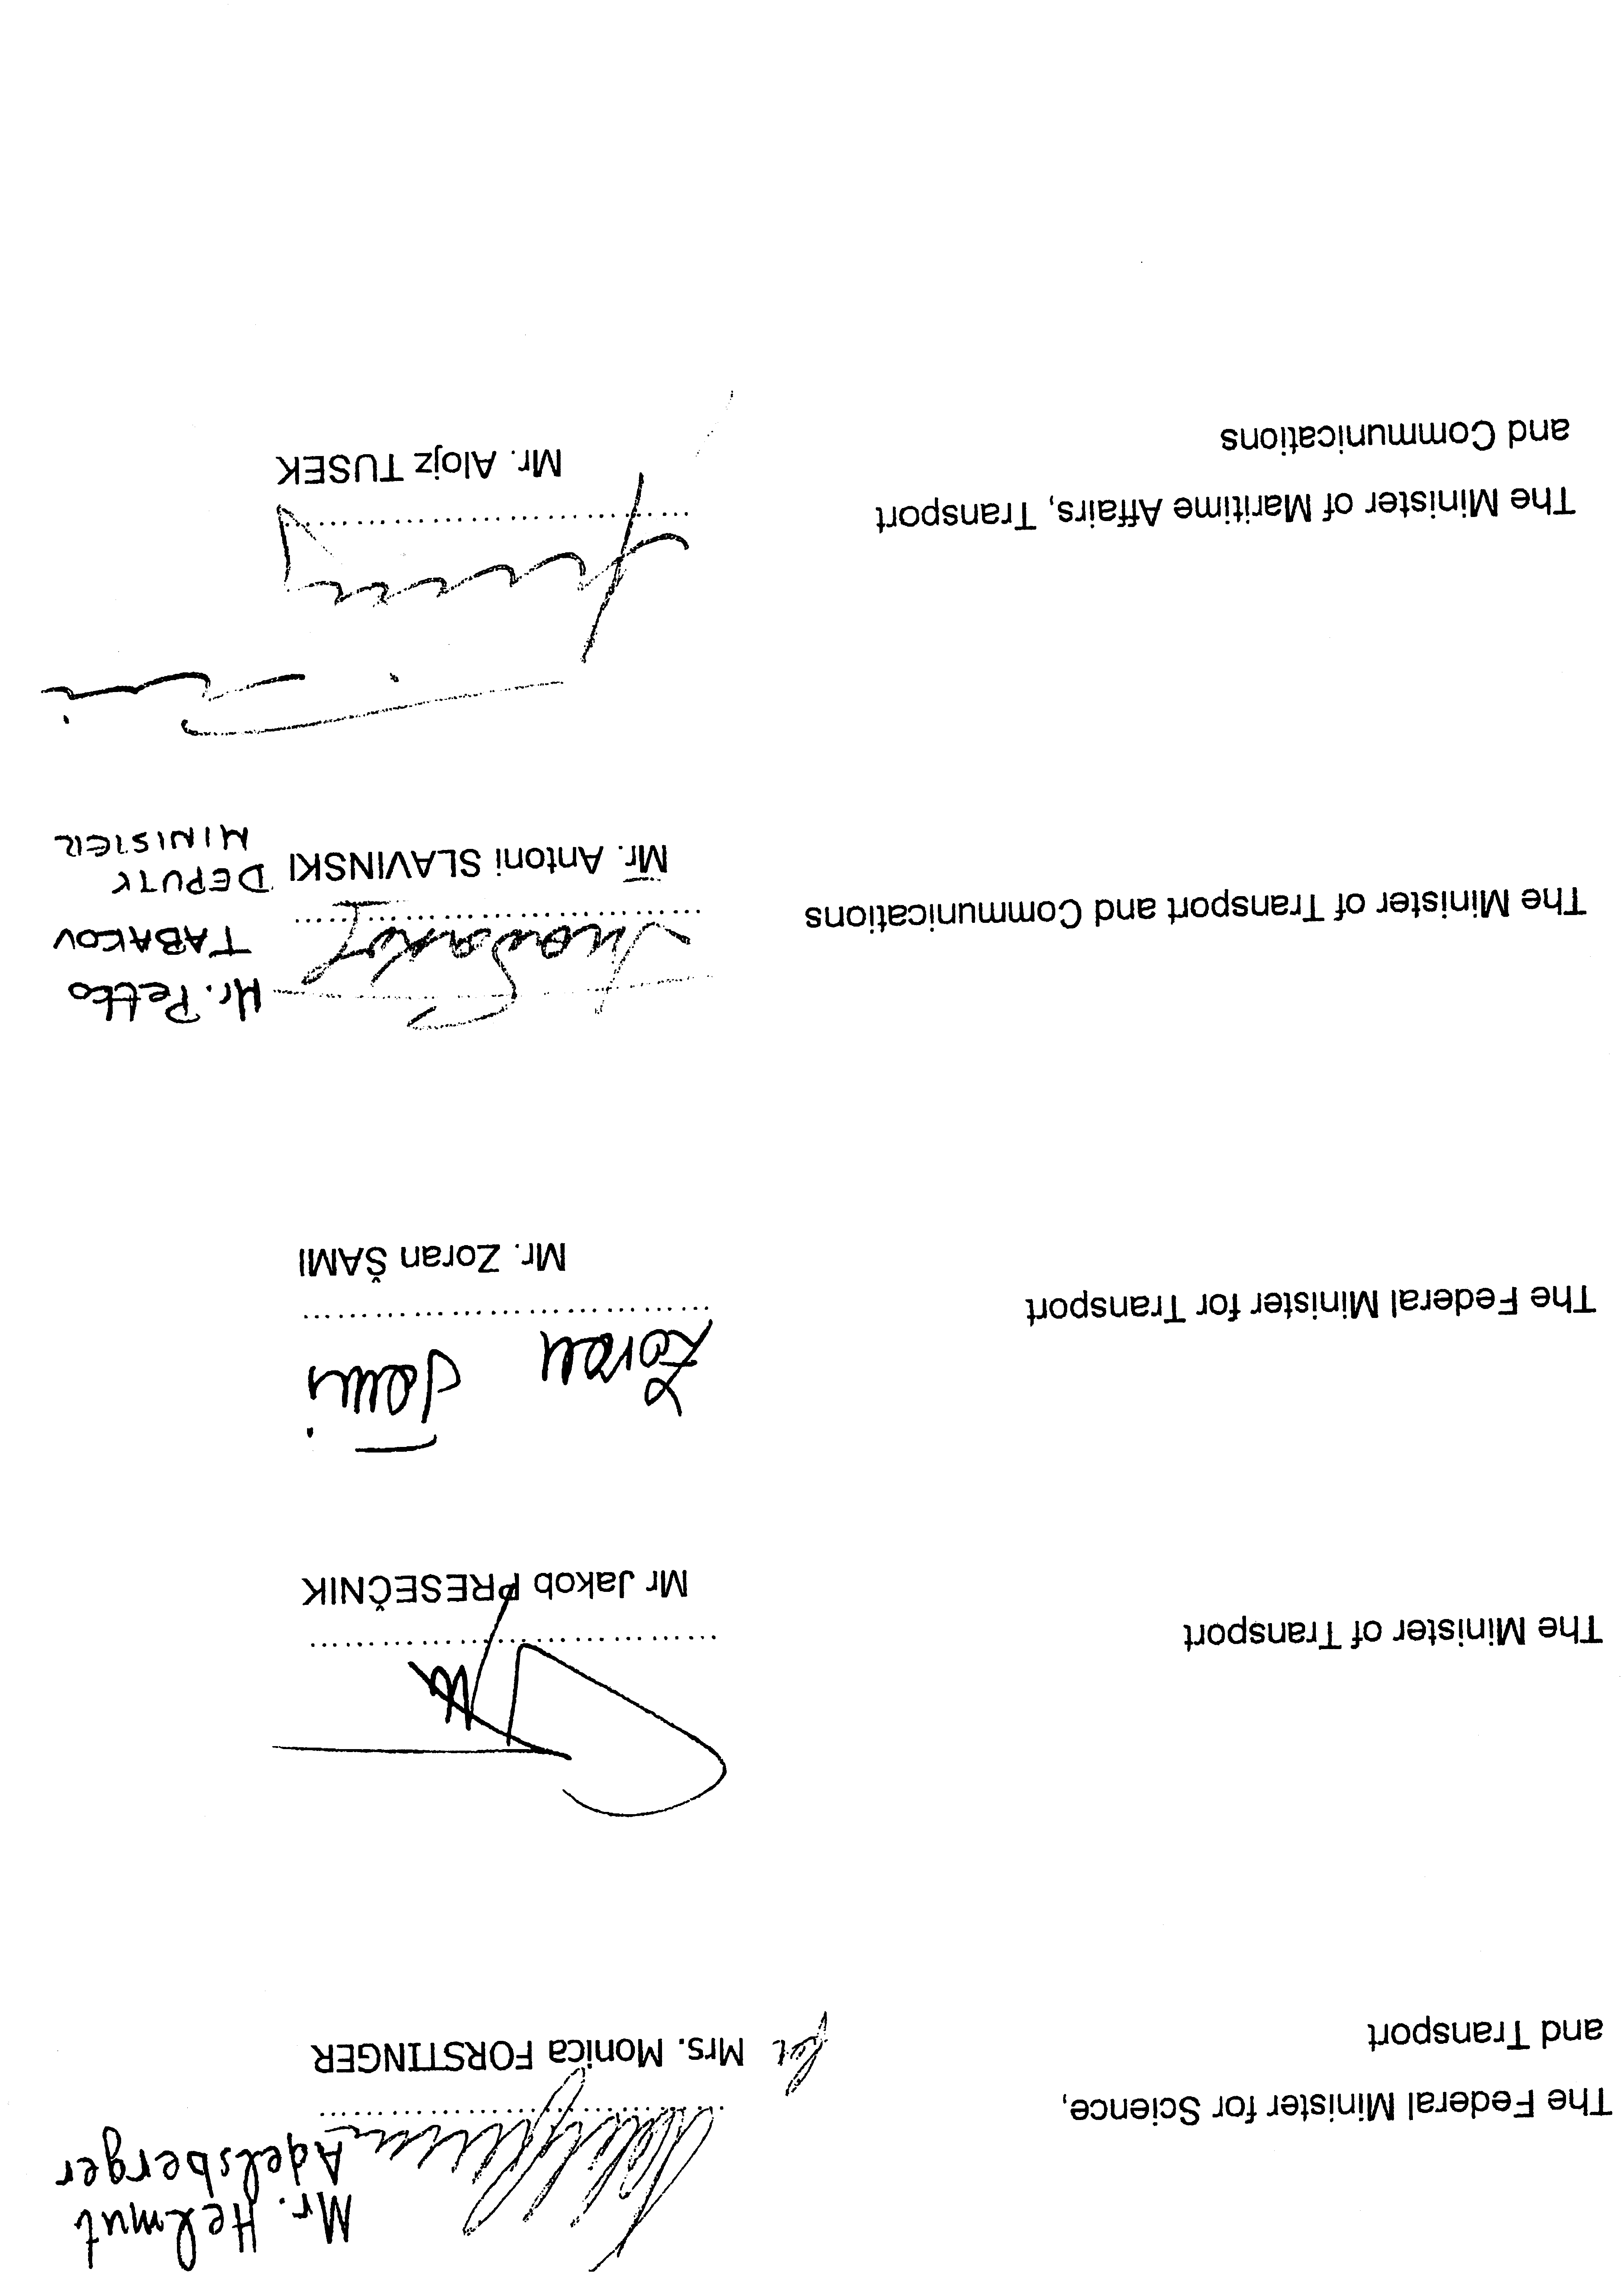 The Federal Minister for Science,
and Transport
Mr. Helmut
Adelsberger
for Mrs. Monica FORSTINGER
The Minister of Transport
Mr Jakob PRESEČNIK
The Federal Minister for Transport
Zoran Šami
Mr. Zoran ŠAMI
The Minister of Transport and Communications
Mr. Petko
TABAKOV
DEPUTY
MINISTER
Mr. Antoni SLAVINSKI
The Minister of Maritime Affairs, Transport
and Communications
Mr. Alojz TUSEK